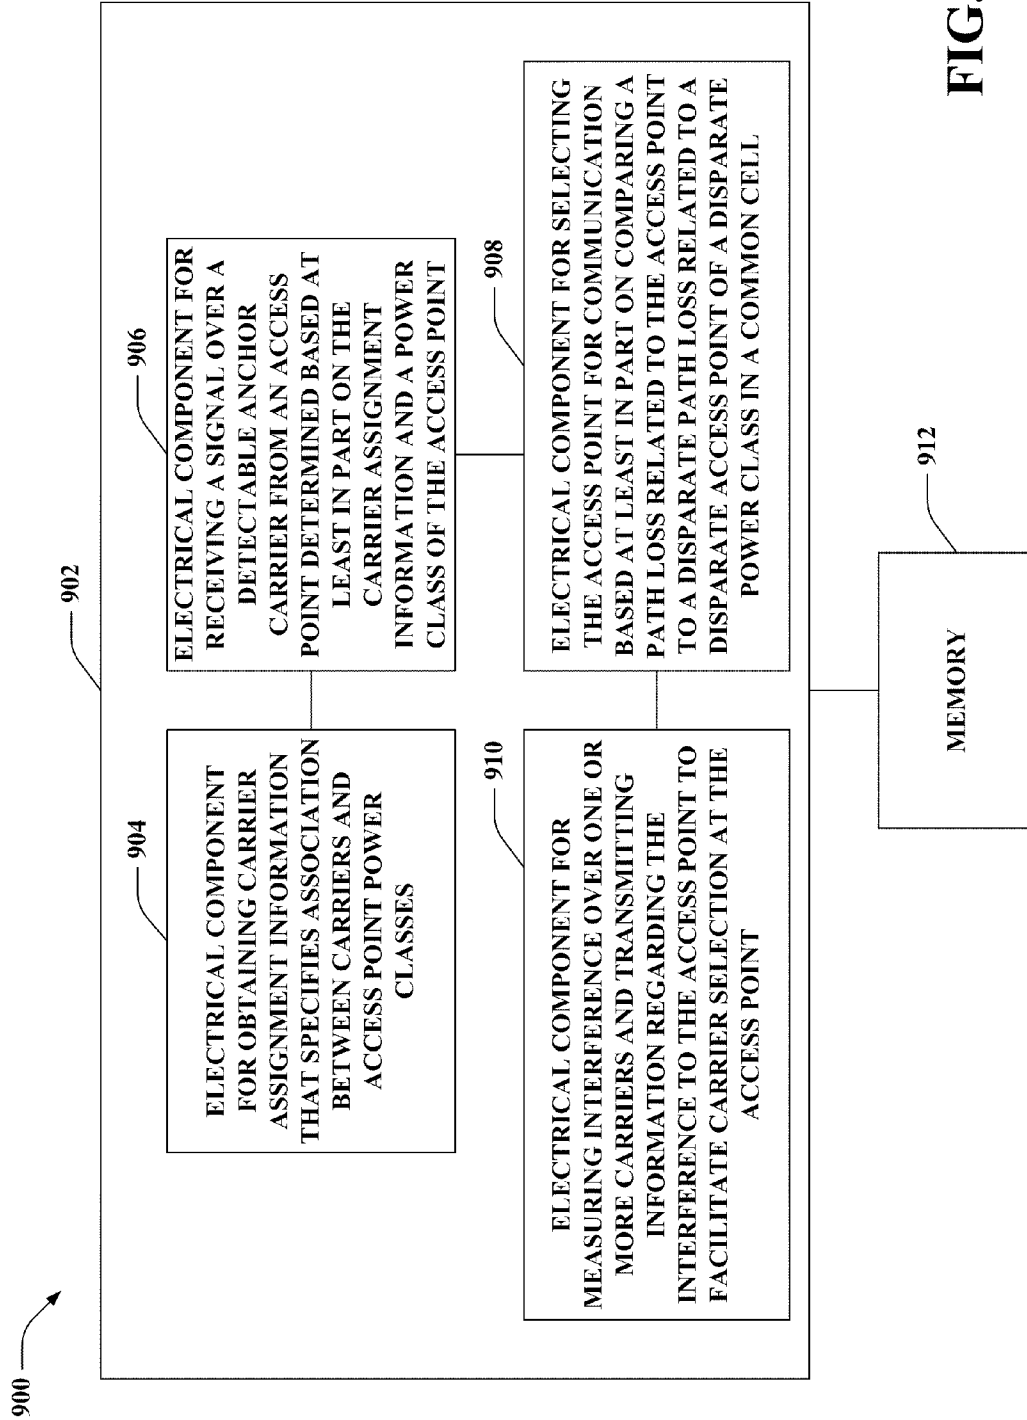 900
902
904
ELECTRICAL COMPONENT
FOR OBTAINING CARRIER
ASSIGNMENT INFORMATION
THAT SPECIFIES ASSOCIATION
BETWEEN CARRIERS AND
ACCESS POINT POWER
CLASSES
906
ELECTRICAL COMPONENT FOR
RECEIVING A SIGNAL OVER A
DETECTABLE ANCHOR
CARRIER FROM AN ACCESS
POINT DETERMINED BASED AT
LEAST IN PART ON THE
CARRIER ASSIGNMENT
INFORMATION AND A POWER
CLASS OF THE ACCESS POINT
910
ELECTRICAL COMPONENT FOR
MEASURING INTERFERENCE OVER ONE OR
MORE CARRIERS AND TRANSMITTING
INFORMATION REGARDING THE
INTERFERENCE TO THE ACCESS POINT TO
FACILITATE CARRIER SELECTION AT THE
ACCESS POINT
908
ELECTRICAL COMPONENT FOR SELECTING
THE ACCESS POINT FOR COMMUNICATION
BASED AT LEAST IN PART ON COMPARING A
PATH LOSS RELATED TO THE ACCESS POINT
TO A DISPARATE PATH LOSS RELATED TO A
DISPARATE ACCESS POINT OF A DISPARATE
POWER CLASS IN A COMMON CELL
912
MEMORY
FIG.